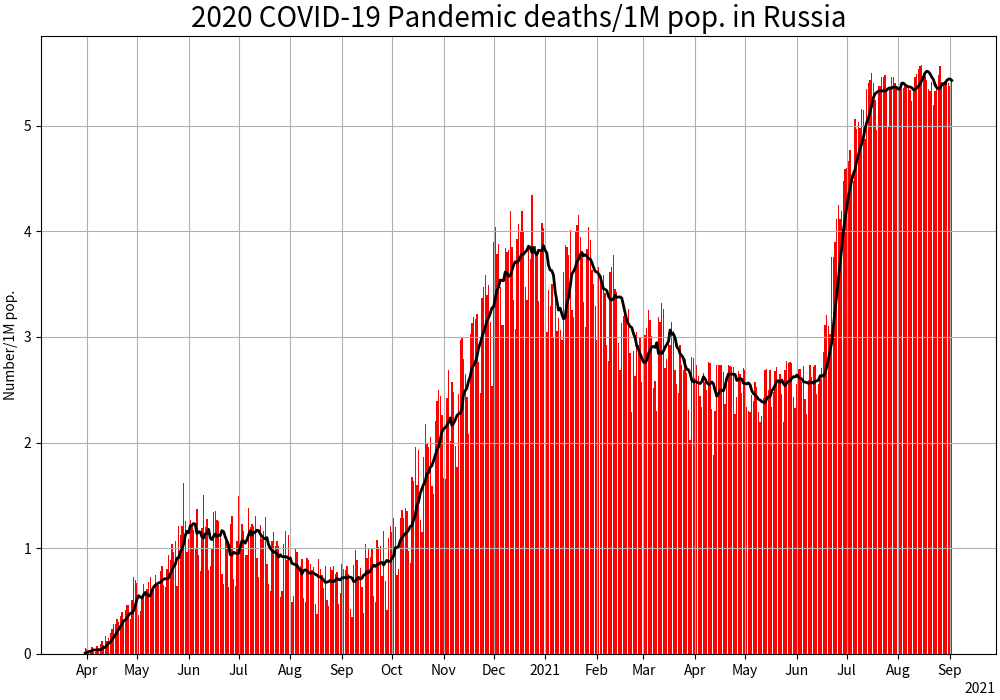 2020 COVID-19 Pandemic deaths/1M pop. in Russia
Number/1M pop.
5
4
3
2
1
0
Apr May Jun Jul Aug Sep Oct Nov Dec 2021 Feb Mar Apr May Jun Jul Aug Sep
2021